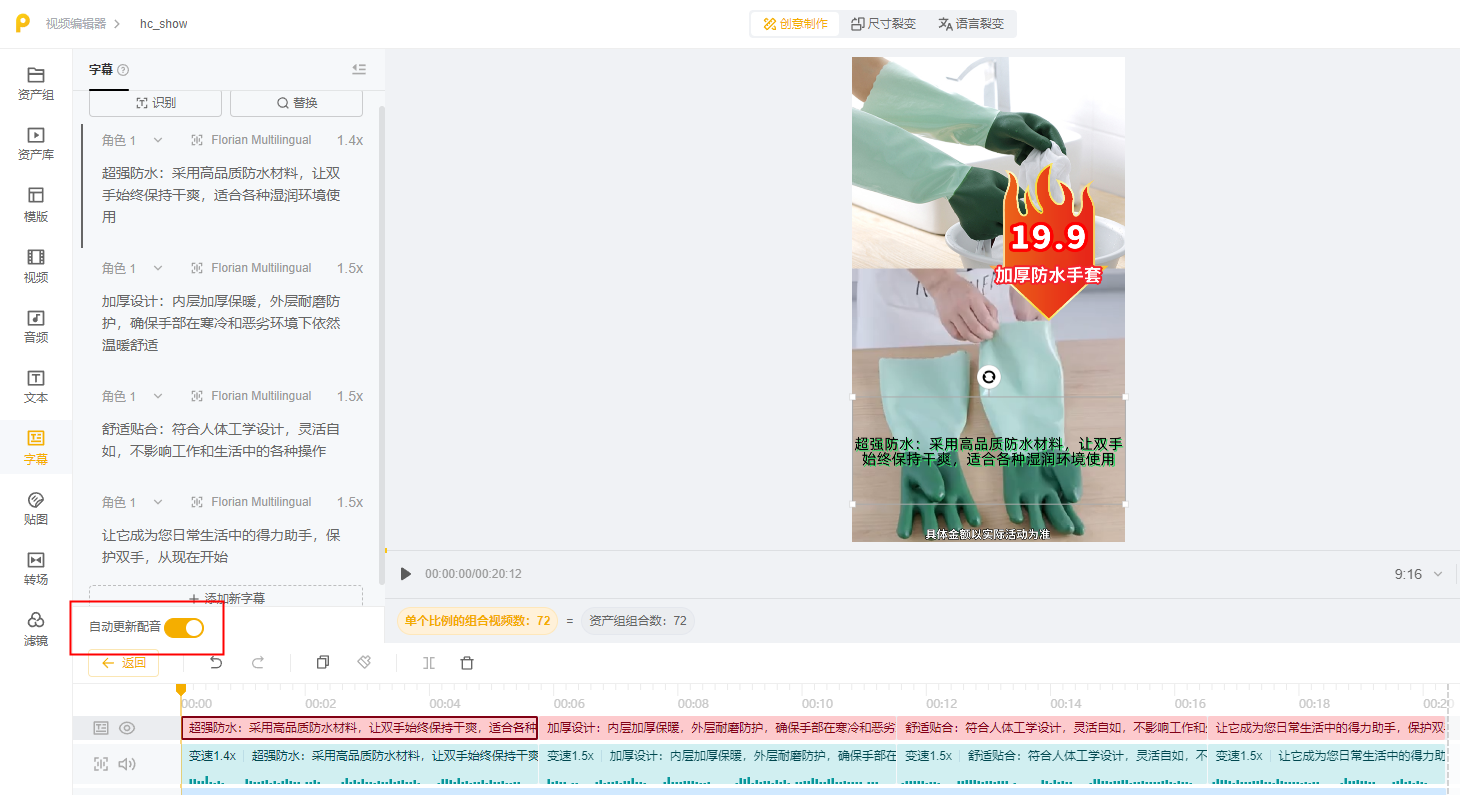 视频编辑器 > hc_show
创意制作
尺寸裂变
语言裂变
资产组
资产库
模版
视频
音频
文本
字幕
贴图
转场
滤镜
字幕
识别
替换
角色 1
Florian Multilingual
1.4x
超强防水：采用高品质防水材料，让双
手始终保持干爽，适合各种湿润环境使
用
角色 1
Florian Multilingual
1.5x
加厚设计：内层加厚保暖，外层耐磨防
护，确保手部在寒冷和恶劣环境下依然
温暖舒适
角色 1
Florian Multilingual
1.5x
舒适贴合：符合人体工学设计，灵活自
如，不影响工作和生活中的各种操作
角色 1
Florian Multilingual
1.5x
让它成为您日常生活中的得力助手，保
护双手，从现在开始
+ 添加新字幕
自动更新配音
返回
19.9
加厚防水手套
超强防水：采用高品质防水材料，让双手
始终保持干爽，适合各种湿润环境使用
具体金额以实际活动为准
00:00:00/00:20:12
9:16
单个比例的组合视频数：72
=
资产组组合数：72
00:00
00:02
00:04
00:06
00:08
00:10
00:12
00:14
00:16
00:18
00:20
超强防水：采用高品质防水材料，让双手始终保持干爽，适合各种
加厚设计：内层加厚保暖，外层耐磨防护，确保手部在寒冷和恶劣
舒适贴合：符合人体工学设计，灵活自如，不影响工作和
让它成为您日常生活中的得力助手，保护双
变速1.4x
超强防水：采用高品质防水材料，让双手始终保持干爽
变速1.5x
加厚设计：内层加厚保暖，外层耐磨防护，确保手部在
变速1.5x
舒适贴合：符合人体工学设计，灵活自如，不
变速1.5x
让它成为您日常生活中的得力助